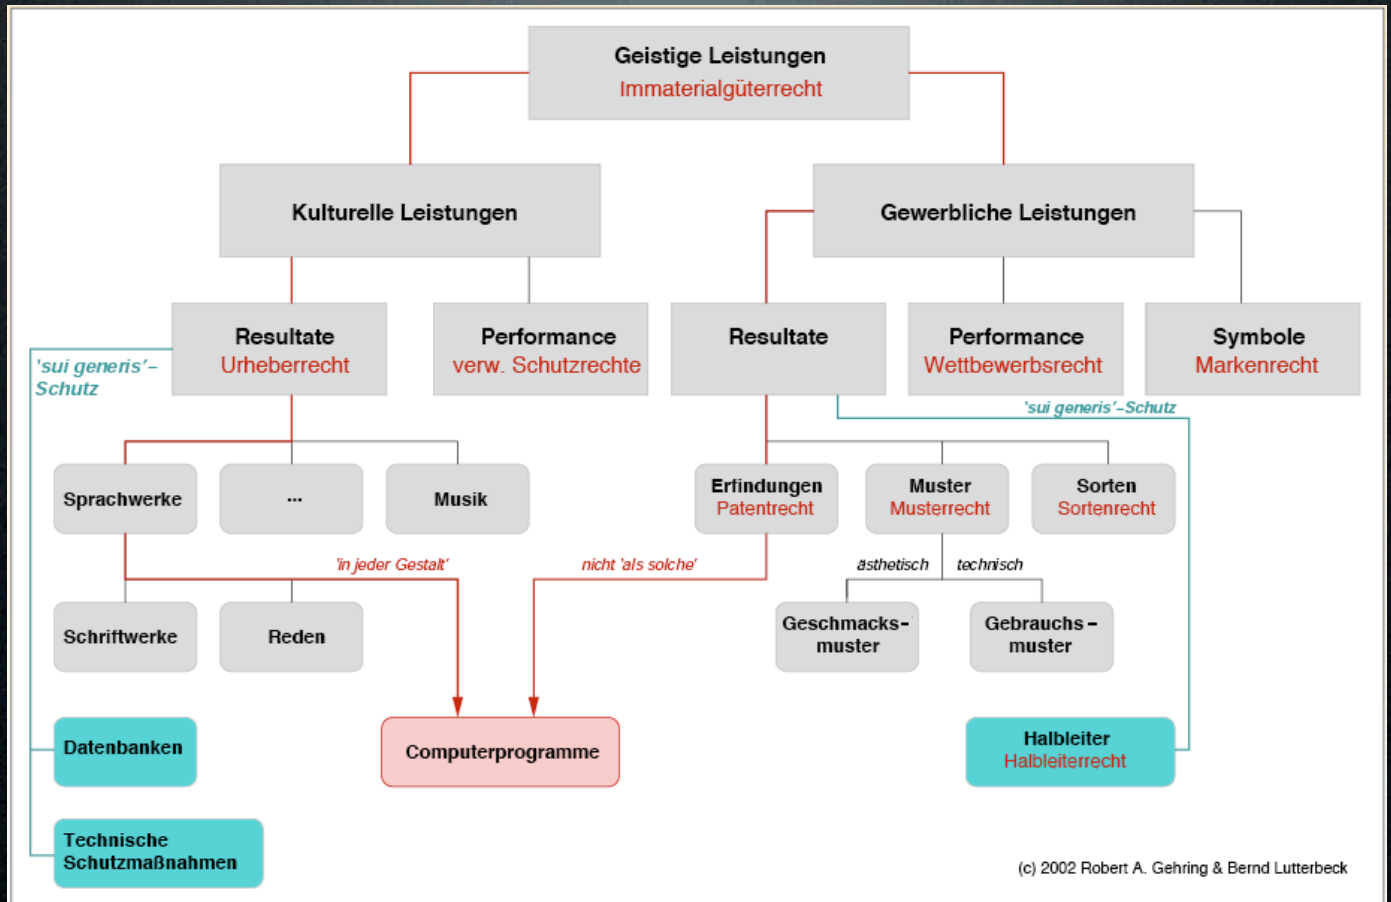 Geistige Leistungen
Immaterialgüterrecht
Kulturelle Leistungen
Gewerbliche Leistungen
Resultate
Urheberrecht
Performance
verw. Schutzrechte
Resultate
Performance
Wettbewerbsrecht
Symbole
Markenrecht
'sui generis'–
Schutz
'sui generis'–Schutz
Sprachwerke
...
Musik
Erfindungen
Patentrecht
Muster
Musterrecht
Sorten
Sortenrecht
'in jeder Gestalt'
nicht 'als solche'
ästhetisch
technisch
Schriftwerke
Reden
Geschmacks–
muster
Gebrauchs–
muster
Datenbanken
Computerprogramme
Halbleiter
Halbleiterrecht
Technische
Schutzmaßnahmen
(c) 2002 Robert A. Gehring & Bernd Lutterbeck